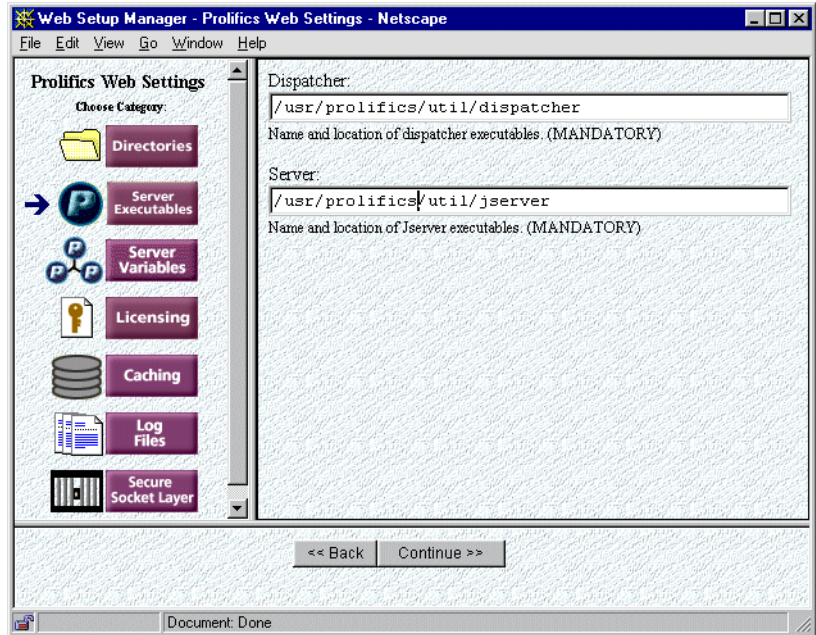 Web Setup Manager - Prolifics Web Settings - Netscape
File Edit View Go Window Help
Prolifics Web Settings
Choose Category:
Directories
Server
Executables
Server
Variables
Licensing
Caching
Log
Files
Secure
Socket Layer
Dispatcher:
/usr/prolifics/util/dispatcher
Name and location of dispatcher executables. (MANDATORY)
Server:
/usr/prolifics/util/jserver
Name and location of Jserver executables. (MANDATORY)
<< Back
Continue >>
Document: Done